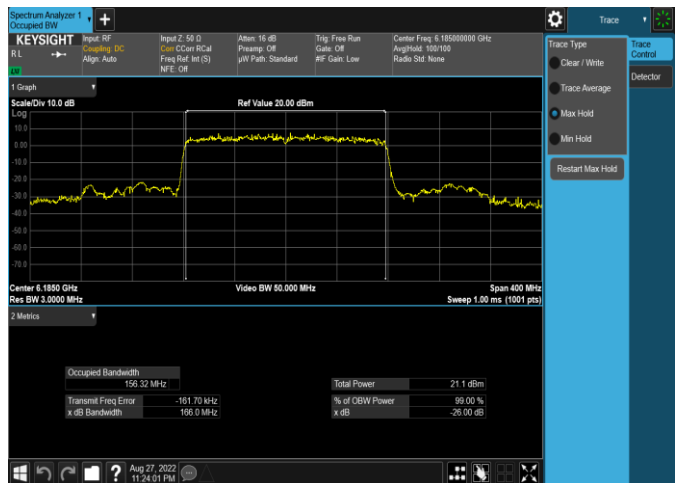 Spectrum Analyzer 1
Occupied BW
Trace
KEYSIGHT
R L
Input: RF
Coupling: DC
Align: Auto
Input Z: 50 Ω
Corr CCorr RCal
Freq Ref: Int (S)
NFE: Off
Atten: 16 dB
Preamp: Off
µW Path: Standard
Trig: Free Run
Gate: Off
#IF Gain: Low
Center Freq: 6.185000000 GHz
Avg|Hold: 100/100
Radio Std: None
Trace Type
Clear / Write
Trace Average
Max Hold
Min Hold
Restart Max Hold
Trace
Control
Detector
1 Graph
Scale/Div 10.0 dB
Ref Value 20.00 dBm
Log
10.0
0.00
-10.0
-20.0
-30.0
-40.0
-50.0
-60.0
-70.0
Center 6.1850 GHz
Video BW 50.000 MHz
Span 400 MHz
Res BW 3.0000 MHz
Sweep 1.00 ms (1001 pts)
2 Metrics
Occupied Bandwidth
156.32 MHz
Total Power 21.1 dBm
Transmit Freq Error -161.70 kHz
% of OBW Power 99.00 %
x dB Bandwidth 166.0 MHz
x dB -26.00 dB
Aug 27, 2022
11:24:01 PM